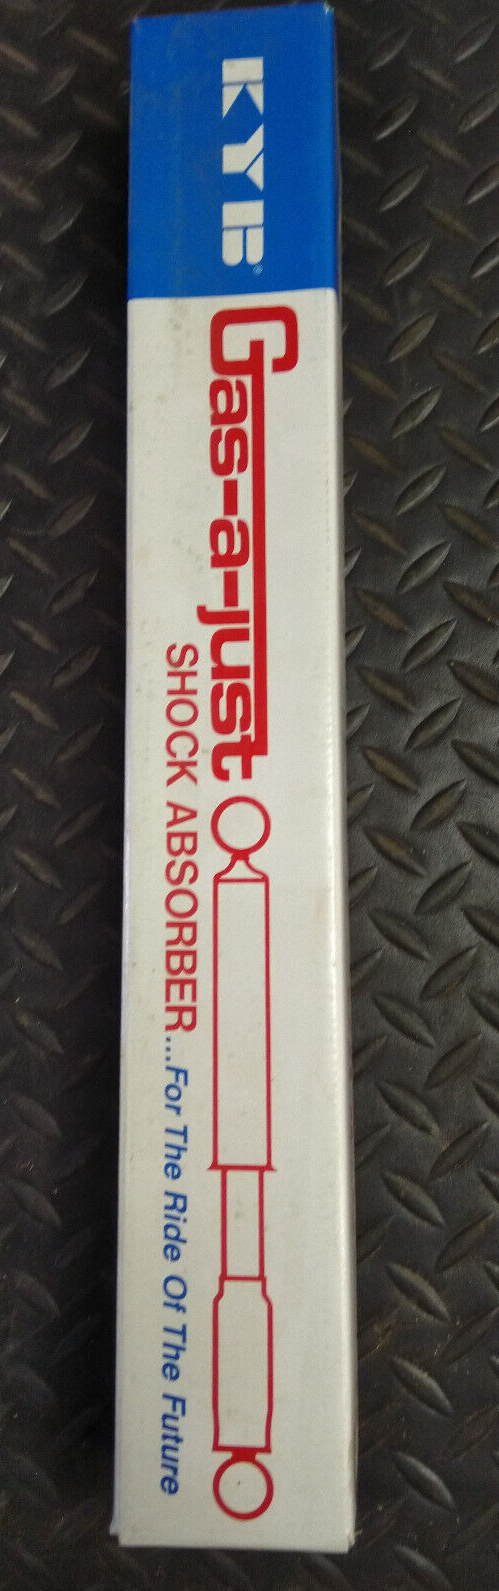 KYB®
Gas-a-just
SHOCK ABSORBER...For The Ride Of The Future